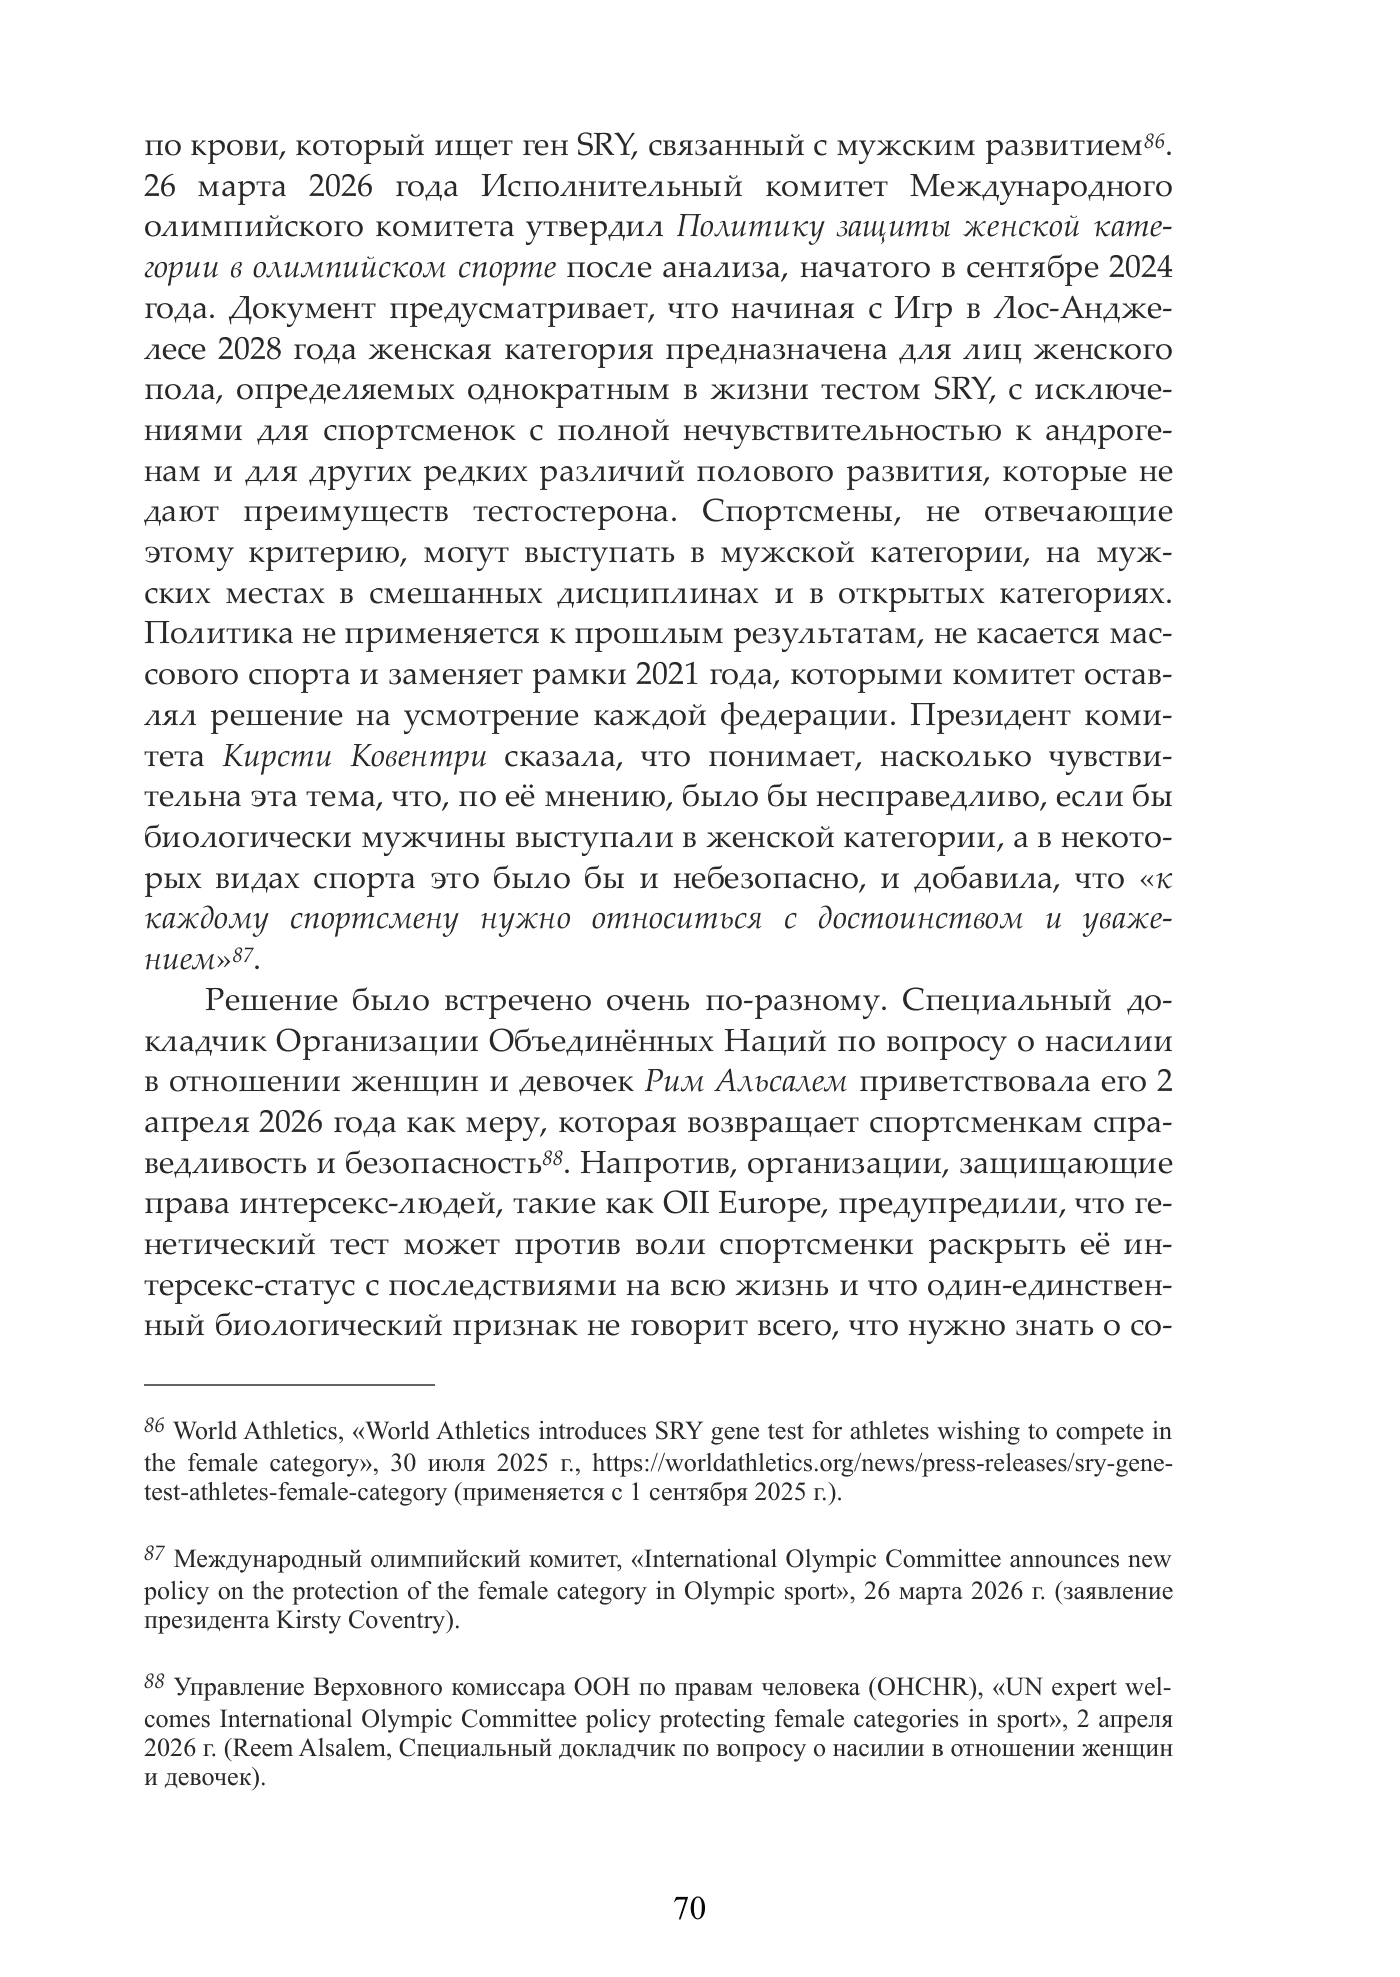 по крови, который ищет ген SRY, связанный с мужским развитием86.
26 марта 2026 года Исполнительный комитет Международного
олимпийского комитета утвердил Политику защиты женской кате-
гории в олимпийском спорте после анализа, начатого в сентябре 2024
года. Документ предусматривает, что начиная с Игр в Лос-Андже-
лесе 2028 года женская категория предназначена для лиц женского
пола, определяемых однократным в жизни тестом SRY, с исключе-
ниями для спортсменок с полной нечувствительностью к андроге-
нам и для других редких различий полового развития, которые не
дают преимуществ тестостерона. Спортсмены, не отвечающие
этому критерию, могут выступать в мужской категории, на муж-
ских местах в смешанных дисциплинах и в открытых категориях.
Политика не применяется к прошлым результатам, не касается мас-
сового спорта и заменяет рамки 2021 года, которыми комитет остав-
лял решение на усмотрение каждой федерации. Президент коми-
тета Кирсти Ковентри сказала, что понимает, насколько чувстви-
тельна эта тема, что, по её мнению, было бы несправедливо, если бы
биологически мужчины выступали в женской категории, а в некото-
рых видах спорта это было бы и небезопасно, и добавила, что «к
каждому спортсмену нужно относиться с достоинством и уваже-
нием»87.
Решение было встречено очень по-разному. Специальный до-
кладчик Организации Объединённых Наций по вопросу о насилии
в отношении женщин и девочек Рим Альсалем приветствовала его 2
апреля 2026 года как меру, которая возвращает спортсменкам спра-
ведливость и безопасность88. Напротив, организации, защищающие
права интерсекс-людей, такие как OII Europe, предупредили, что ге-
нетический тест может против воли спортсменки раскрыть её ин-
терсекс-статус с последствиями на всю жизнь и что один-единствен-
ный биологический признак не говорит всего, что нужно знать о со-
86 World Athletics, «World Athletics introduces SRY gene test for athletes wishing to compete in
the female category», 30 июля 2025 г., https://worldathletics.org/news/press-releases/sry-gene-
test-athletes-female-category (применяется с 1 сентября 2025 г.).
87 Международный олимпийский комитет, «International Olympic Committee announces new
policy on the protection of the female category in Olympic sport», 26 марта 2026 г. (заявление
президента Kirsty Coventry).
88 Управление Верховного комиссара ООН по правам человека (OHCHR), «UN expert wel-
comes International Olympic Committee policy protecting female categories in sport», 2 апреля
2026 г. (Reem Alsalem, Специальный докладчик по вопросу о насилии в отношении женщин
и девочек).
70